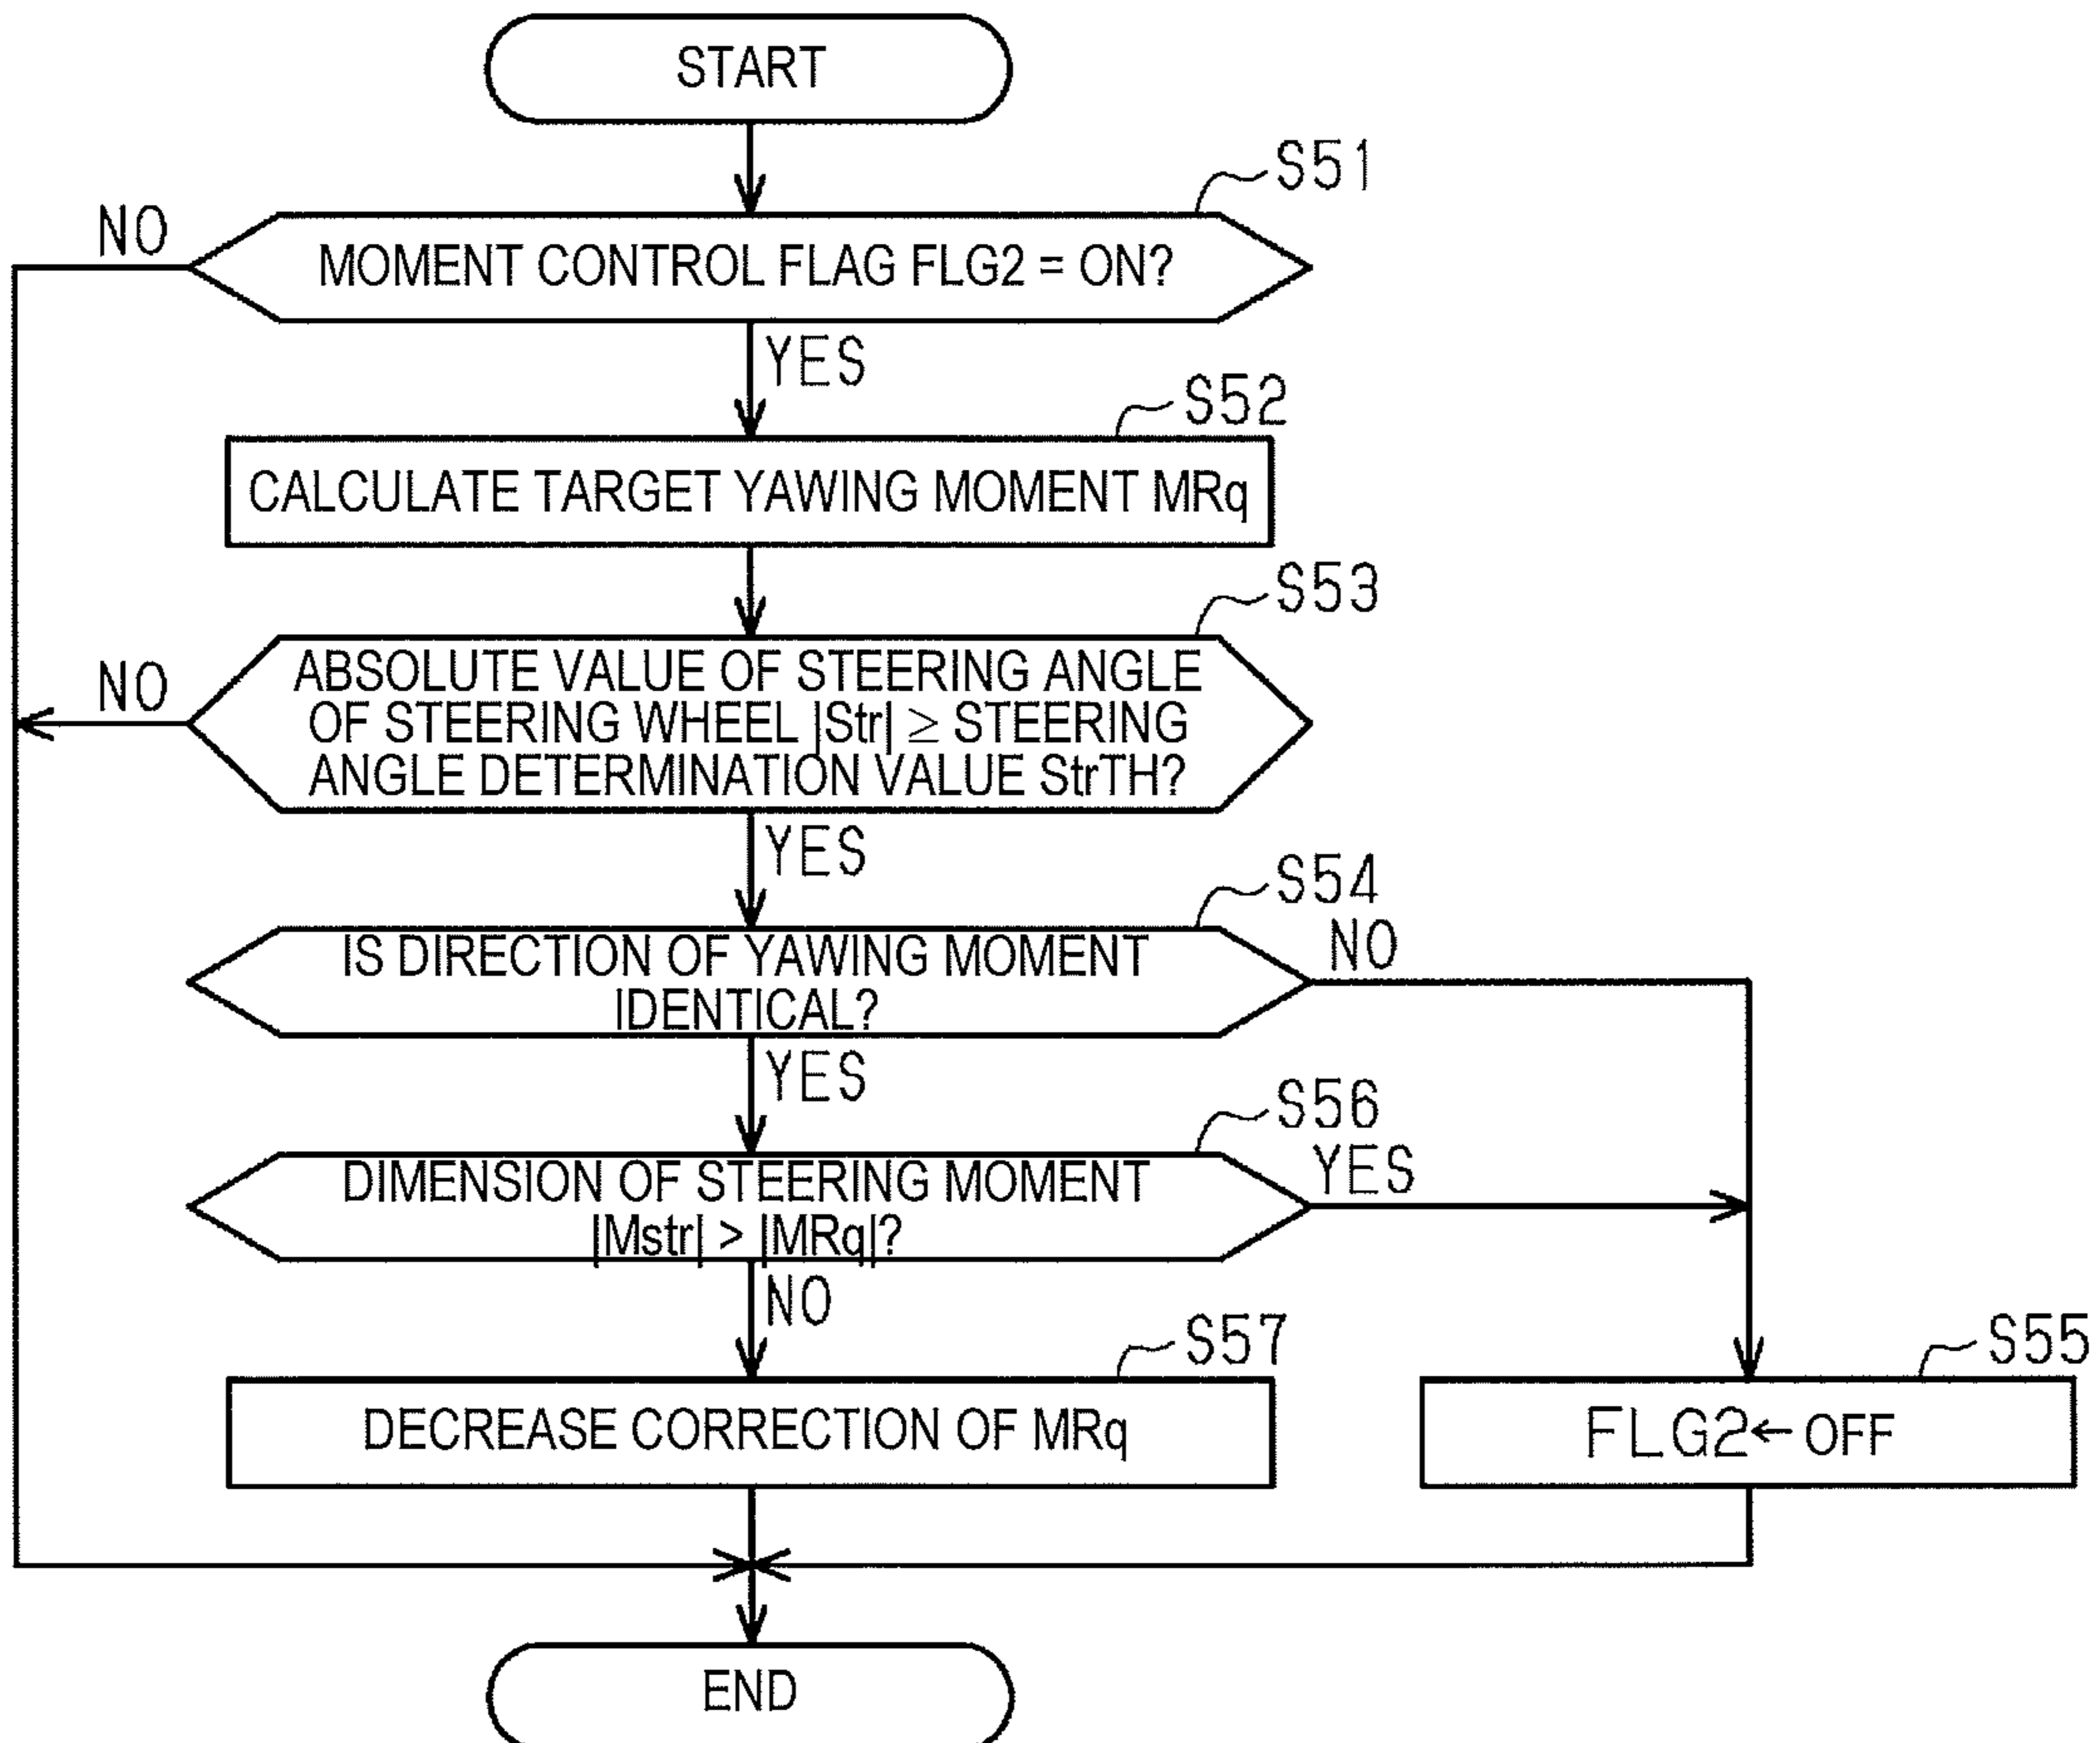 START
S51
NO
MOMENT CONTROL FLAG FLG2 = ON?
YES
S52
CALCULATE TARGET YAWING MOMENT MRq
S53
NO
ABSOLUTE VALUE OF STEERING ANGLE
OF STEERING WHEEL |Str| ≥ STEERING
ANGLE DETERMINATION VALUE StrTH?
YES
S54
NO
IS DIRECTION OF YAWING MOMENT
IDENTICAL?
YES
S56
YES
DIMENSION OF STEERING MOMENT
|Mstr| > |MRq|?
NO
S57
DECREASE CORRECTION OF MRq
S55
FLG2← OFF
END